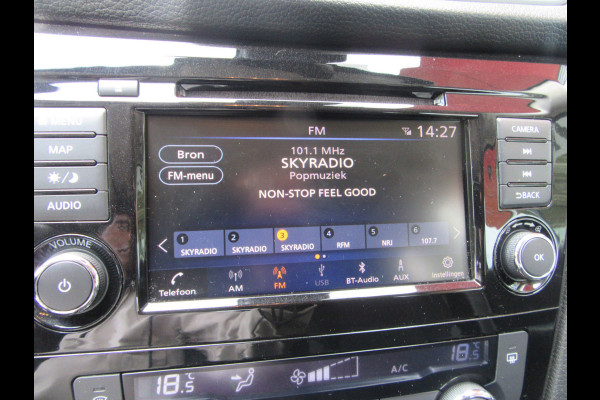 MENU
MAP
AUDIO
VOLUME
FM
14:27
Bron
FM-menu
101.1 MHz
SKYRADIO
Popmuziek
NON-STOP FEEL GOOD
1 SKYRADIO
2 SKYRADIO
3 SKYRADIO
4 RFM
5 NRJ
6 107.7
Telefoon
AM
FM
USB
BT-Audio
AUX
Instellingen
CAMERA
BACK
OK
18.5 °C
A/C
18.5 °C